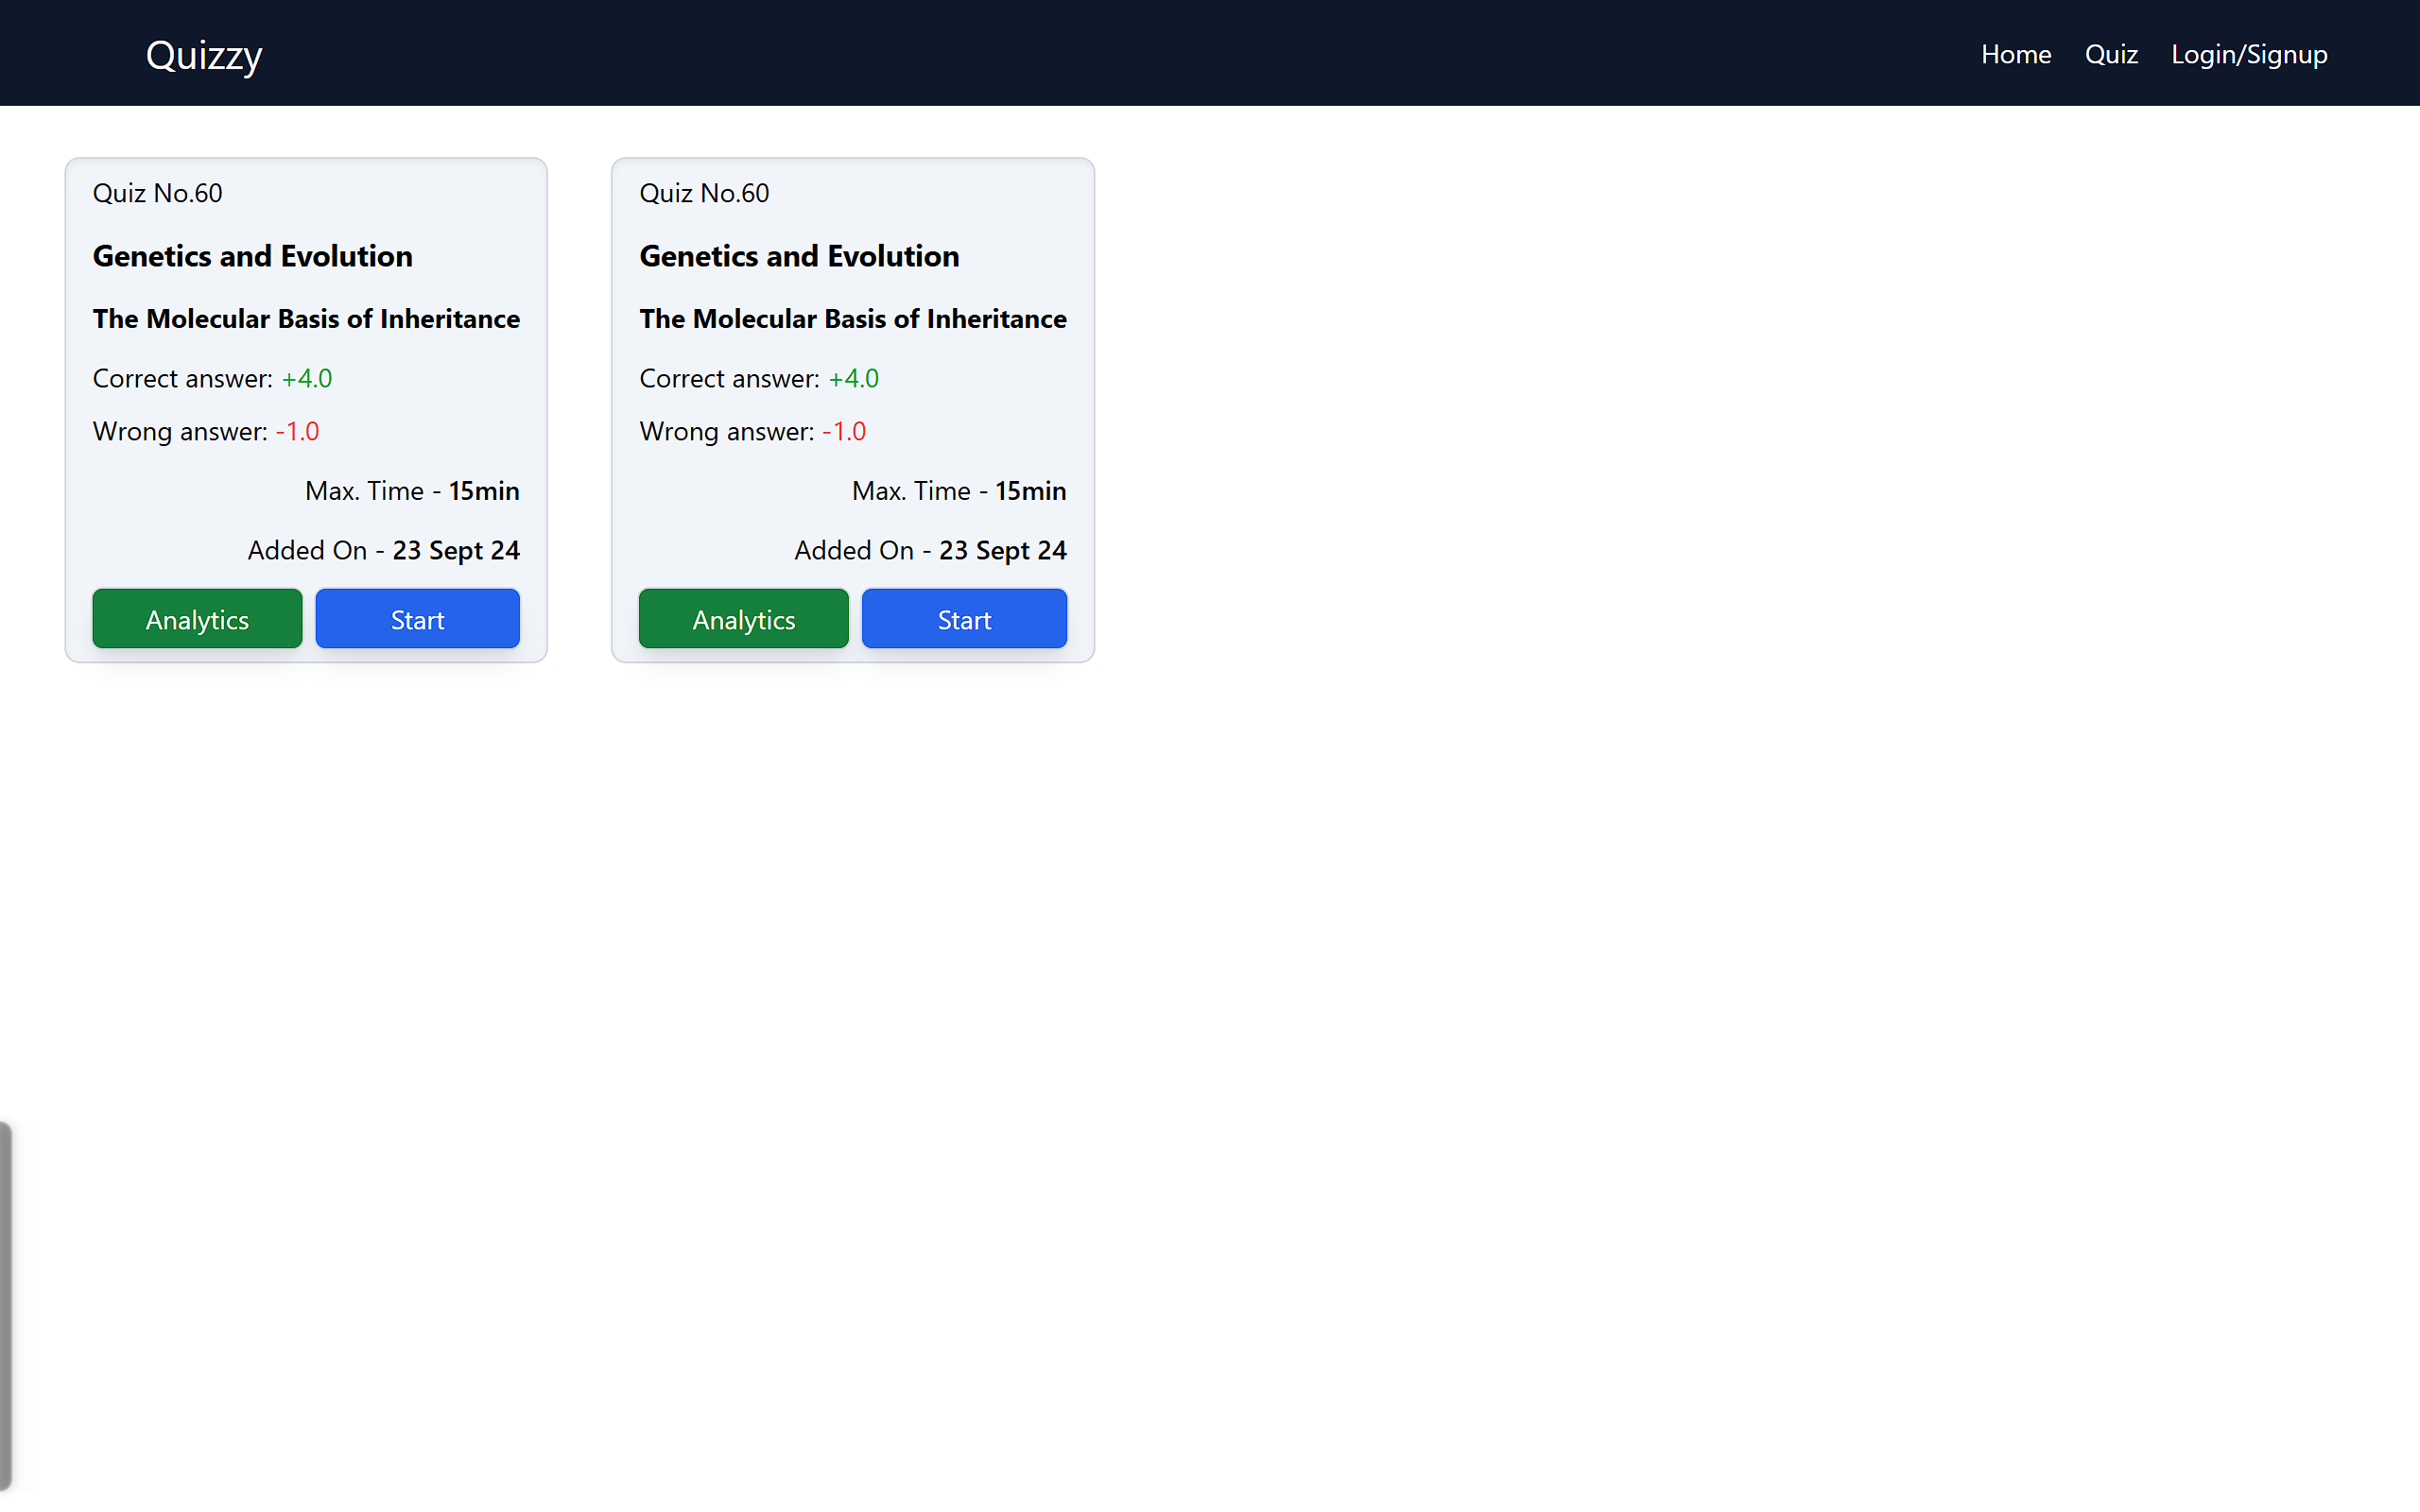 Quizzy
Home Quiz Login/Signup
Quiz No.60
Genetics and Evolution
The Molecular Basis of Inheritance
Correct answer: +4.0
Wrong answer: -1.0
Max. Time - 15min
Added On - 23 Sept 24
Analytics Start
Quiz No.60
Genetics and Evolution
The Molecular Basis of Inheritance
Correct answer: +4.0
Wrong answer: -1.0
Max. Time - 15min
Added On - 23 Sept 24
Analytics Start